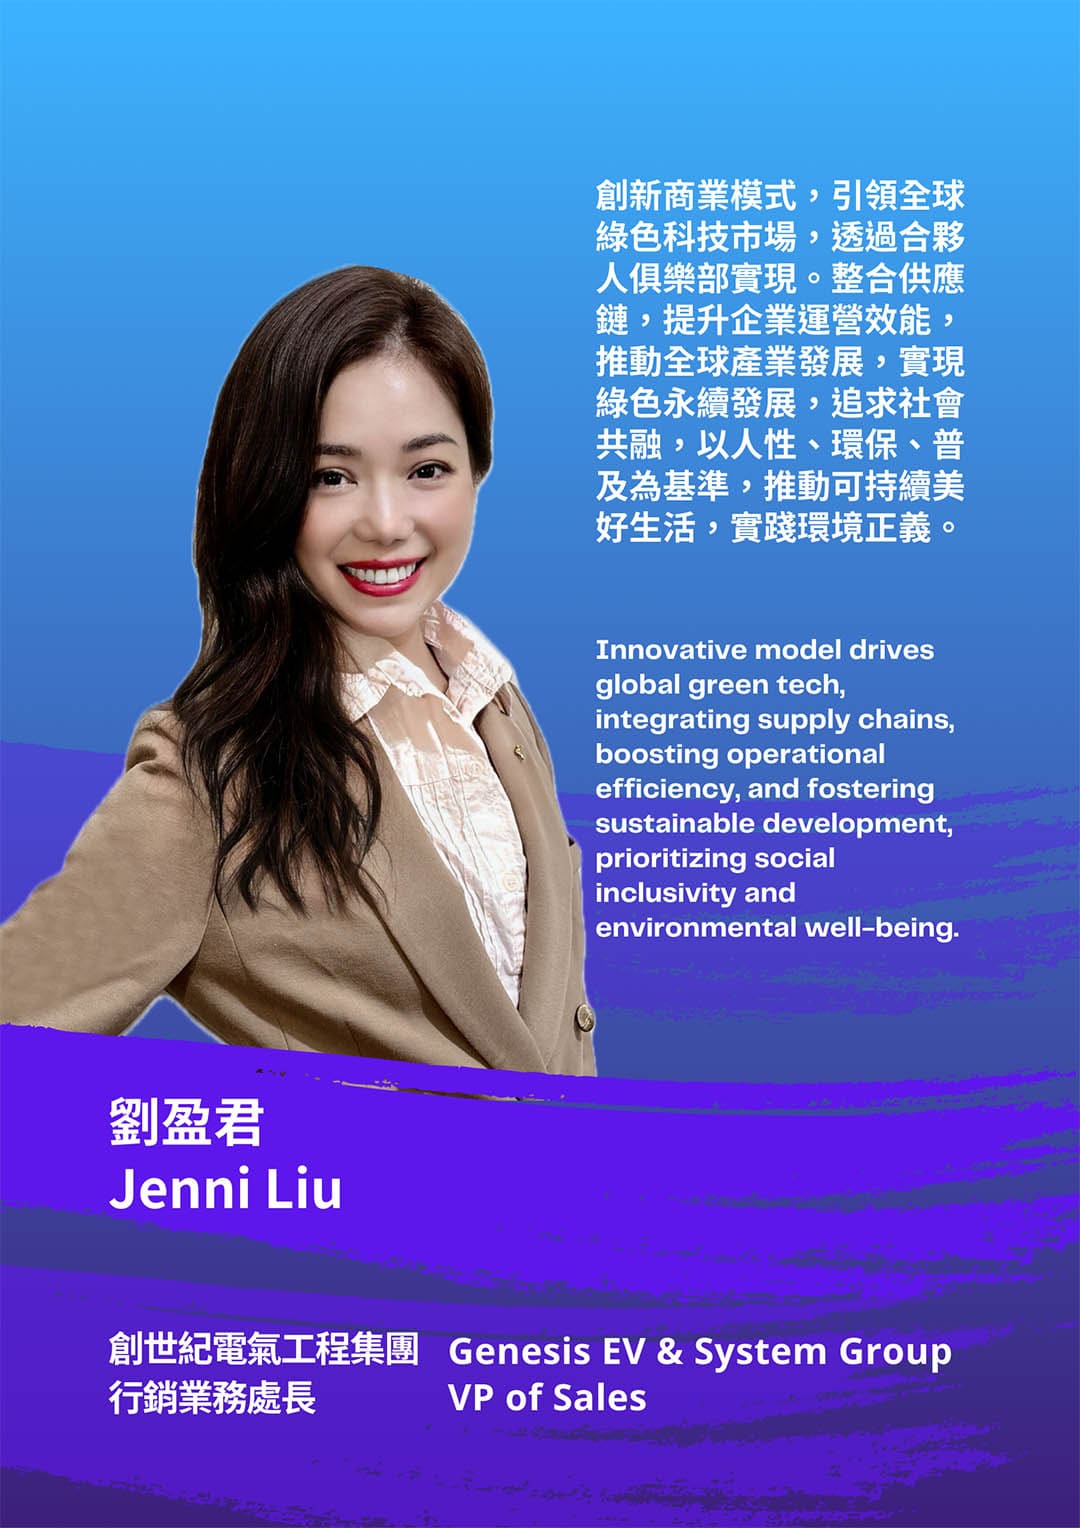 創新商業模式，引領全球
綠色科技市場，透過合夥
人俱樂部實現。整合供應
鏈，提升企業運營效能，
推動全球產業發展，實現
綠色永續發展，追求社會
共融，以人性、環保、普
及為基準，推動可持續美
好生活，實踐環境正義。
Innovative model drives
global green tech,
integrating supply chains,
boosting operational
efficiency, and fostering
sustainable development,
prioritizing social
inclusivity and
environmental well-being.
劉盈君
Jenni Liu
創世紀電氣工程集團
行銷業務處長
Genesis EV & System Group
VP of Sales